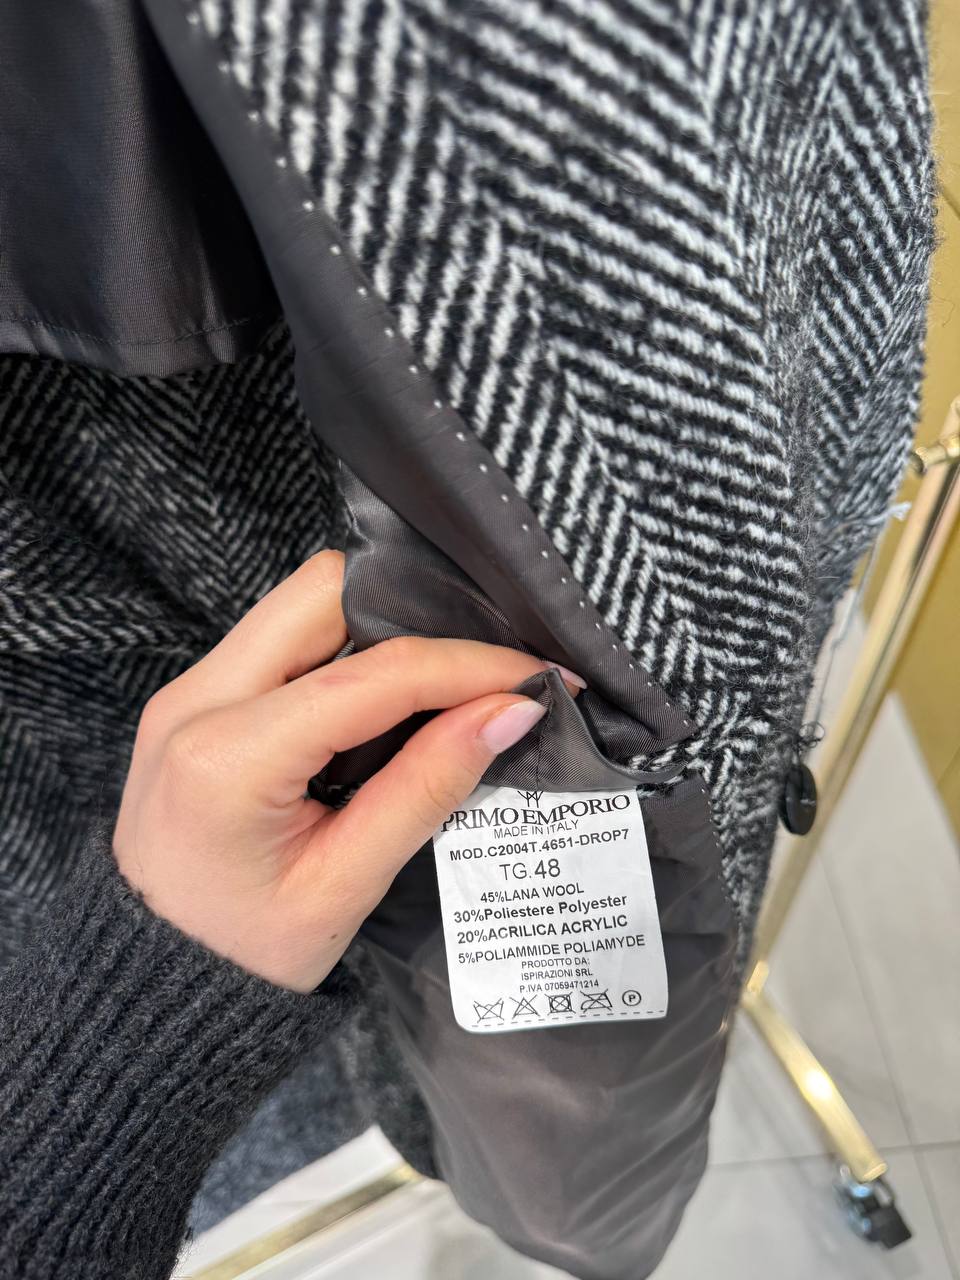 PRIMO EMPORIO
MADE IN ITALY
MOD.C2004T.4651-DROP7
TG.48
45%LANA WOOL
30%Poliestere Polyester
20%ACRILICA ACRYLIC
5%POLIAMMIDE POLIAMYDE
PRODOTTO DA:
ISPIRAZIONI SRL
P.IVA 07069471214
P